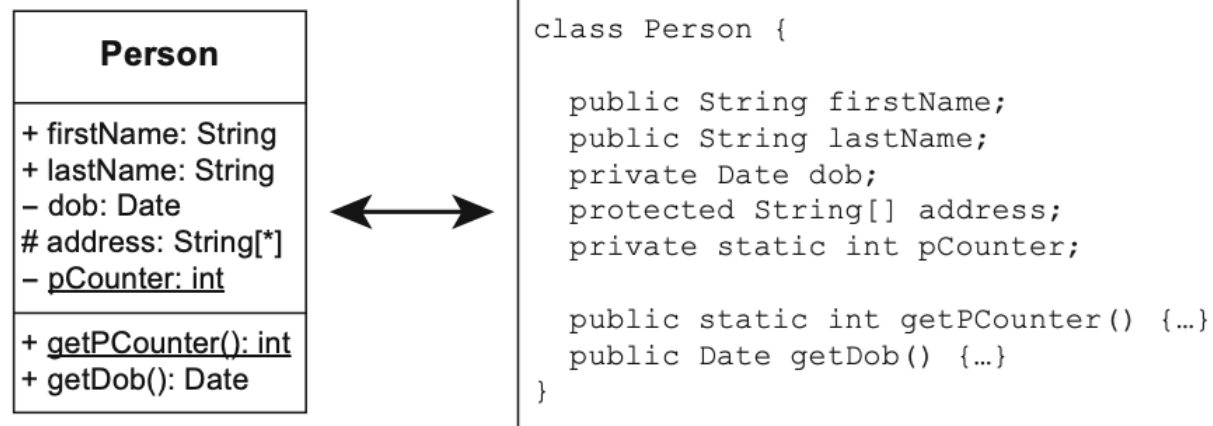 Person
+ firstName: String
+ lastName: String
– dob: Date
# address: String[*]
– pCounter: int
+ getPCounter(): int
+ getDob(): Date
class Person {
public String firstName;
public String lastName;
private Date dob;
protected String[] address;
private static int pCounter;
public static int getPCounter() {…}
public Date getDob() {…}
}